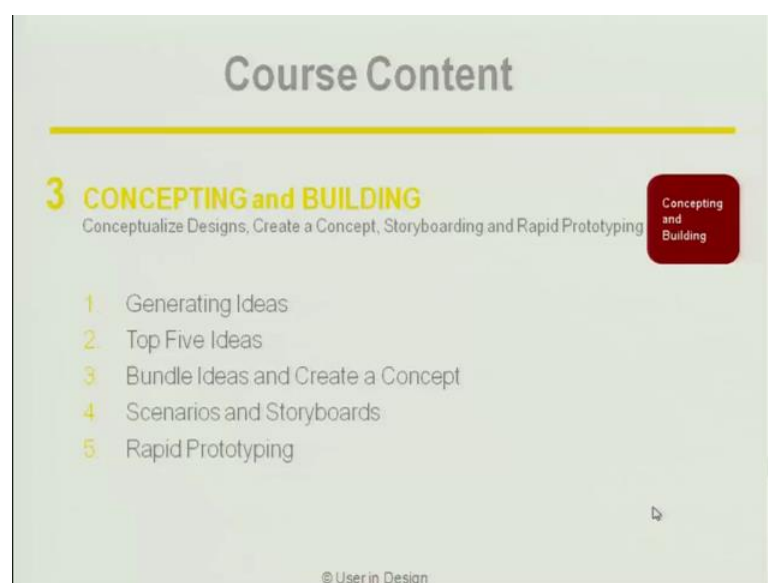 Course Content
3 CONCEPTING and BUILDING
Conceptualize Designs, Create a Concept, Storyboarding and Rapid Prototyping
Concepting
and
Building
1. Generating Ideas
2. Top Five Ideas
3. Bundle Ideas and Create a Concept
4. Scenarios and Storyboards
5. Rapid Prototyping
© User in Design